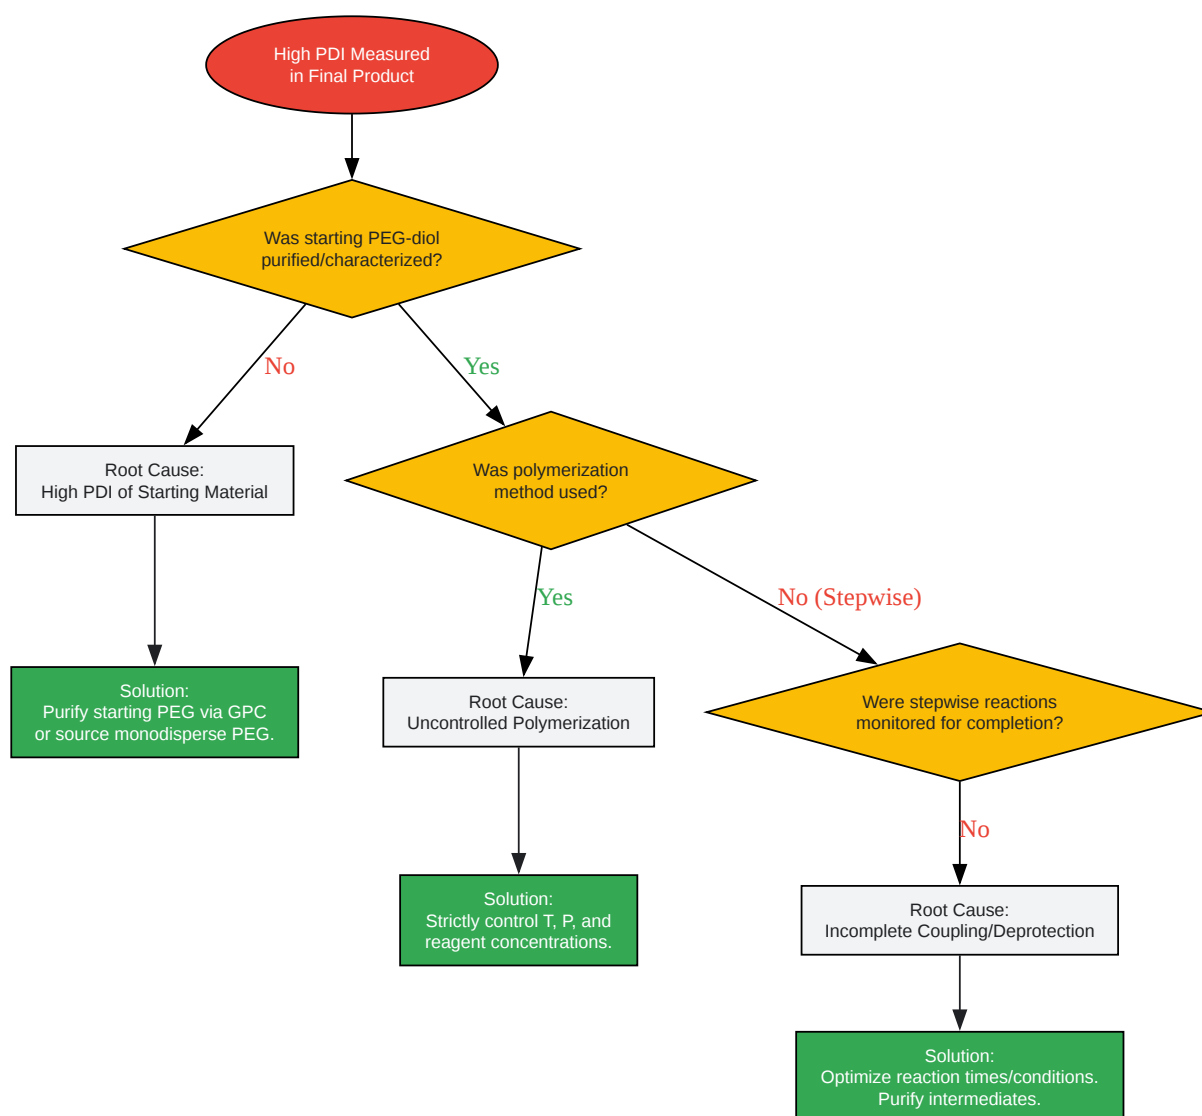 High PDI Measured
in Final Product
Was starting PEG-diol
purified/characterized?
No
Yes
Root Cause:
High PDI of Starting Material
Was polymerization
method used?
Solution:
Purify starting PEG via GPC
or source monodisperse PEG.
Yes
No (Stepwise)
Root Cause:
Uncontrolled Polymerization
Were stepwise reactions
monitored for completion?
Solution:
Strictly control T, P, and
reagent concentrations.
No
Root Cause:
Incomplete Coupling/Deprotection
Solution:
Optimize reaction times/conditions.
Purify intermediates.